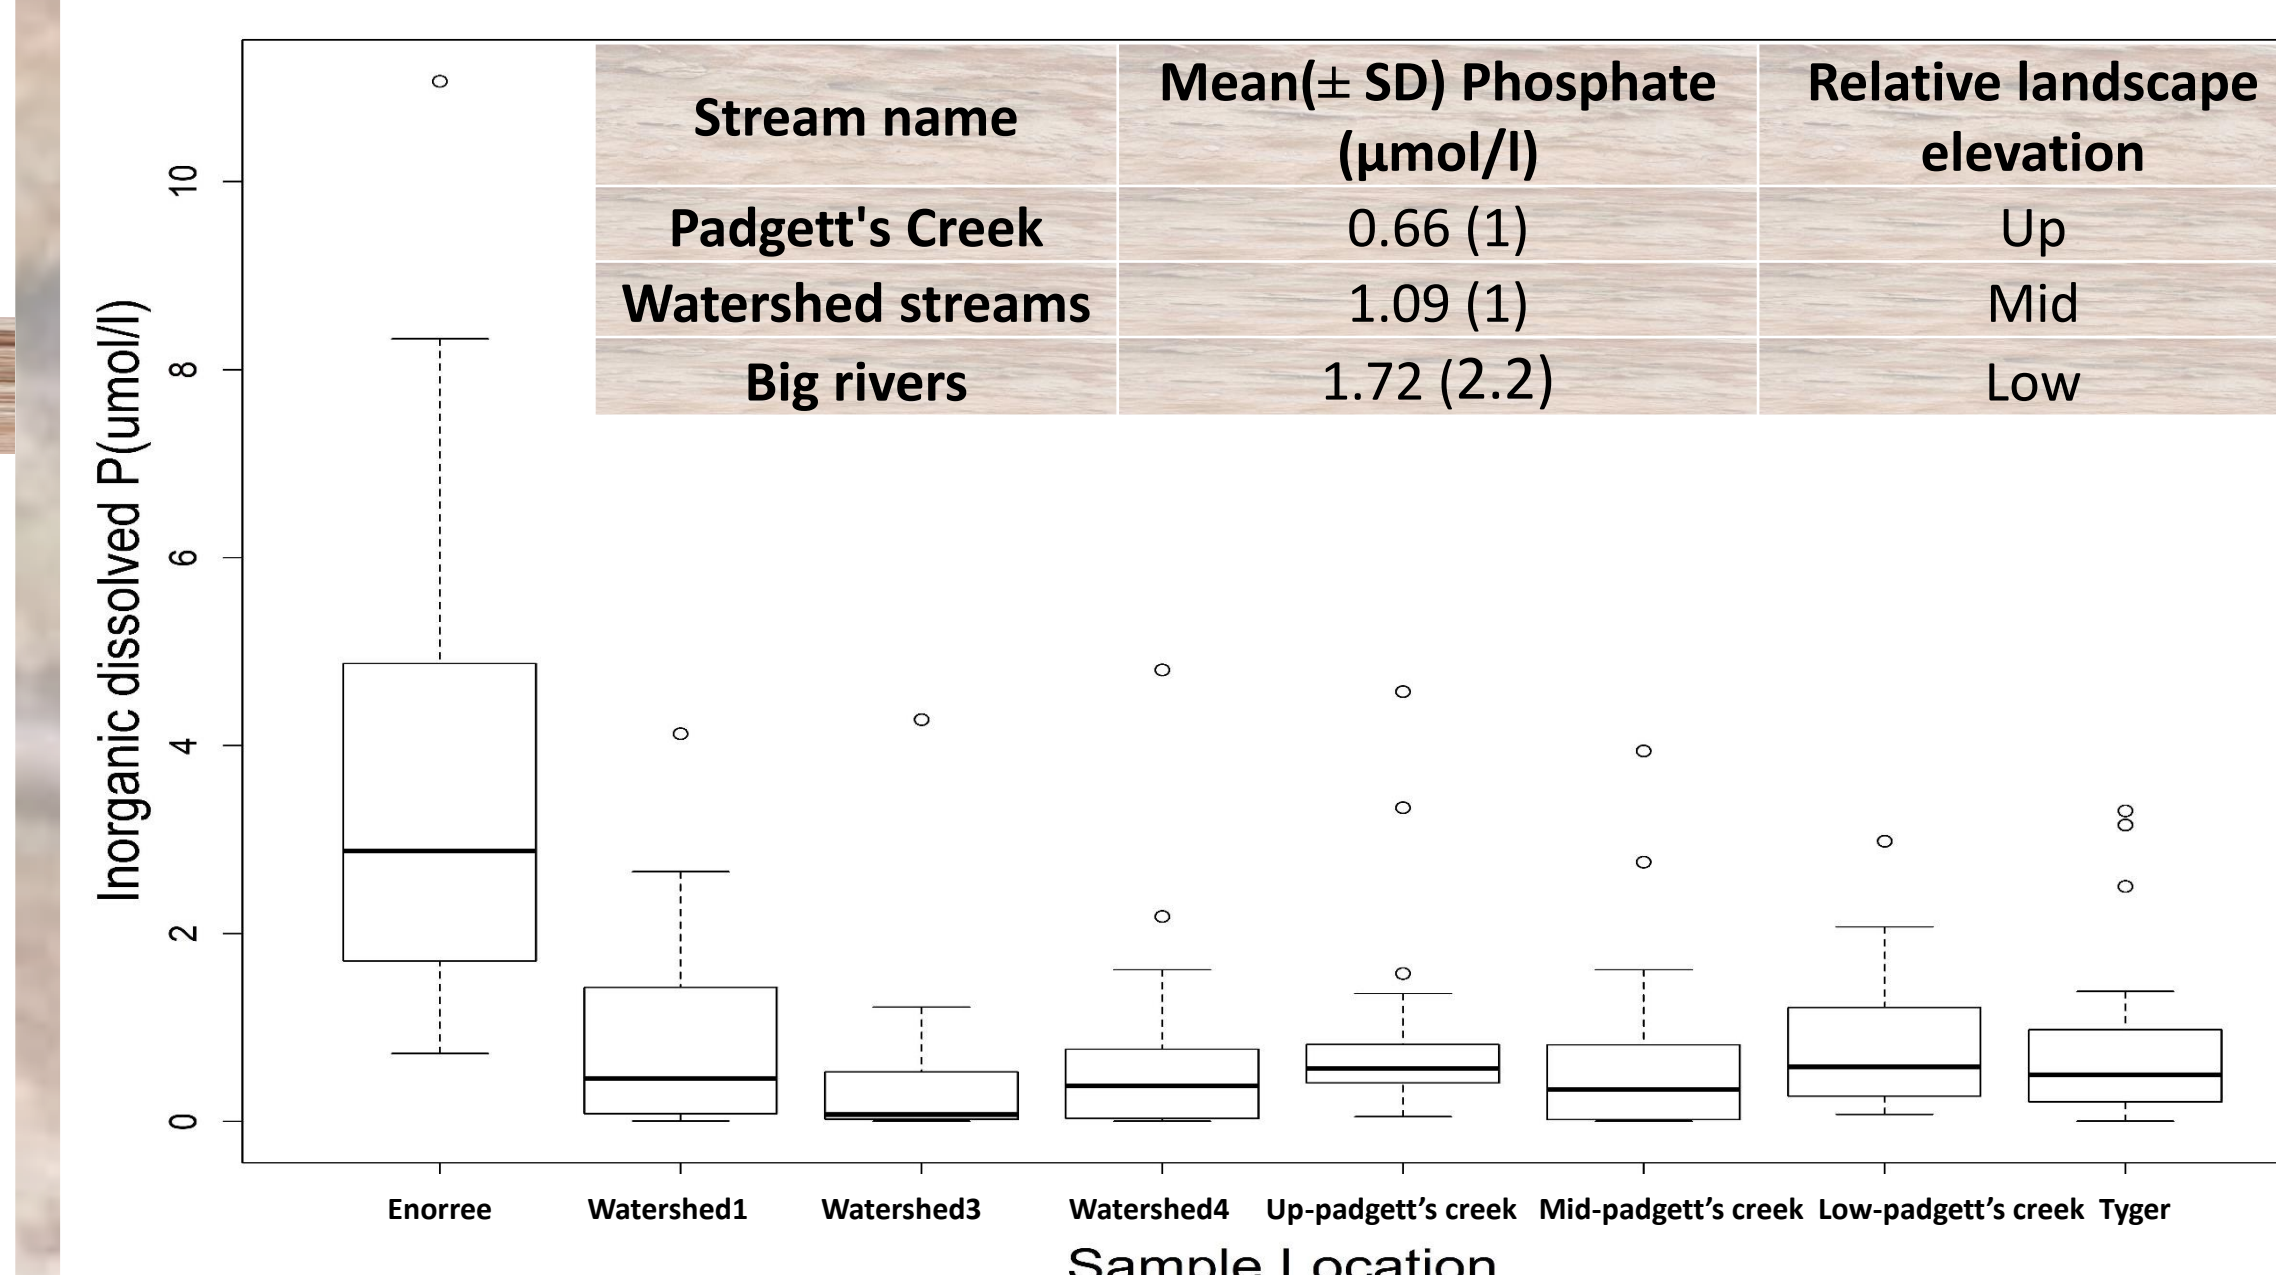 Stream name
Mean(± SD) Phosphate
(µmol/l)
Relative landscape
elevation
Padgett's Creek
0.66 (1)
Up
Watershed streams
1.09 (1)
Mid
Big rivers
1.72 (2.2)
Low
Inorganic dissolved P(umol/l)
10
8
6
4
2
0
Enorree
Watershed1
Watershed3
Watershed4
Up-padgett’s creek
Mid-padgett’s creek
Low-padgett’s creek
Tyger
Sample Location